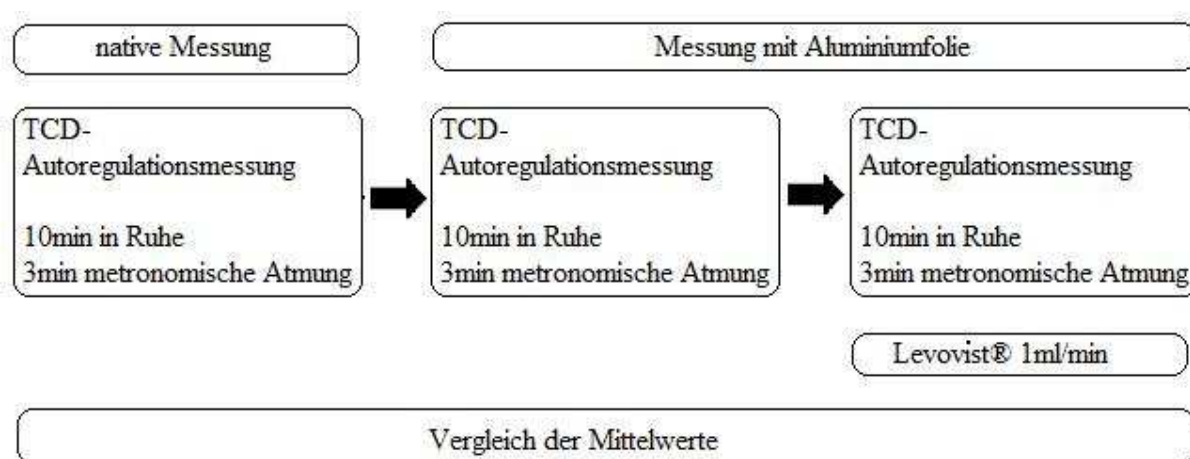 native Messung
Messung mit Aluminiumfolie
TCD-
Autoregulationsmessung
10min in Ruhe
3min metronomische Atmung
TCD-
Autoregulationsmessung
10min in Ruhe
3min metronomische Atmung
TCD-
Autoregulationsmessung
10min in Ruhe
3min metronomische Atmung
Levovist® 1ml/min
Vergleich der Mittelwerte